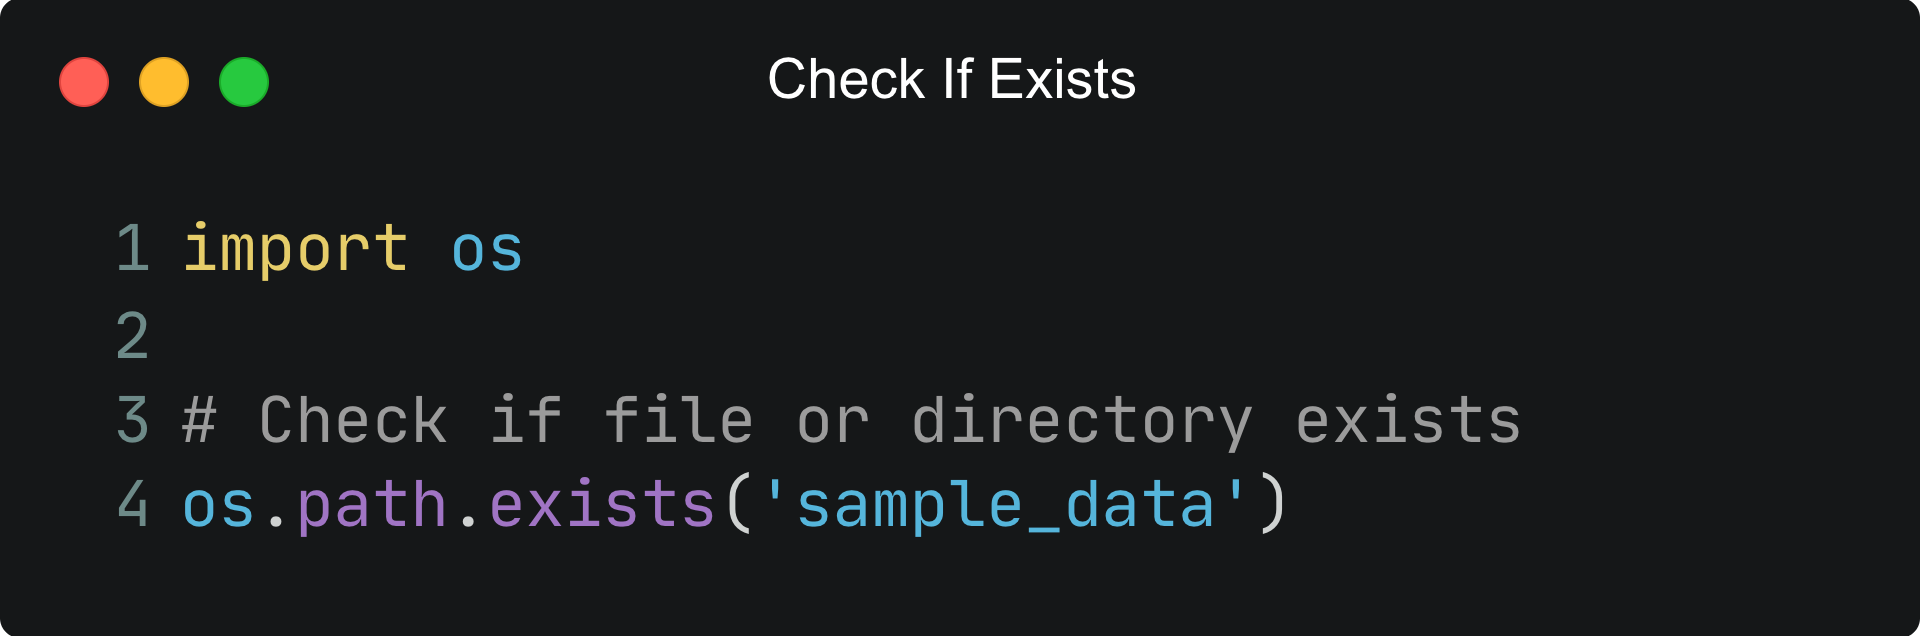 Check If Exists
1 import os
2
3 # Check if file or directory exists
4 os.path.exists('sample_data')